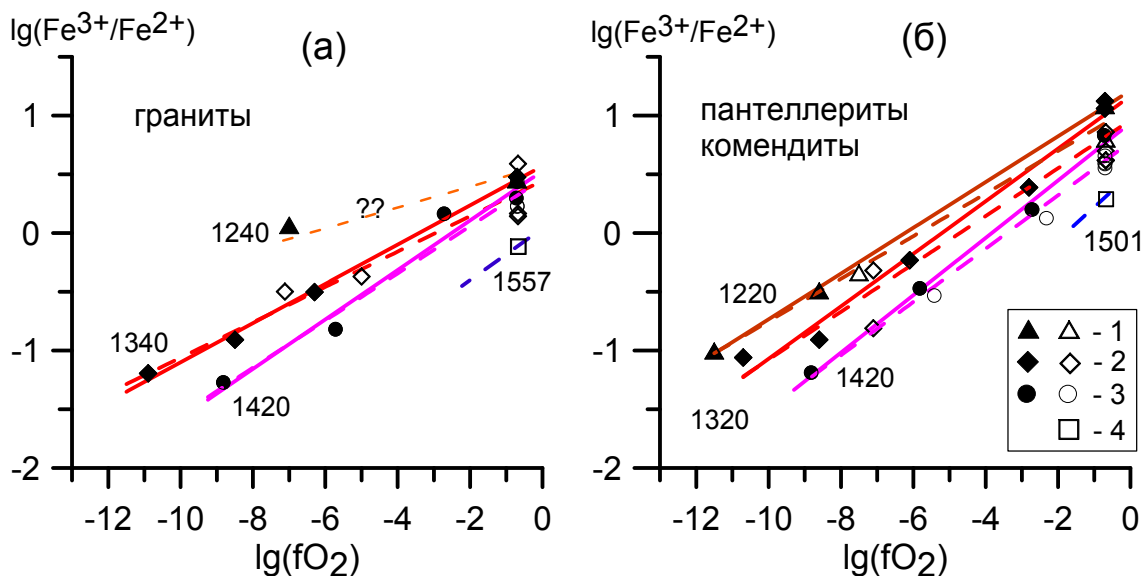 lg(Fe3+/Fe2+)
(а)
граниты
1
0
-1
-2
??
1240
1557
1340
1420
-12 -10 -8 -6 -4 -2 0
lg(fO2)
lg(Fe3+/Fe2+)
(б)
пантеллериты
комендиты
1
0
-1
-2
1501
1220
1420
1320
- 1
- 2
- 3
- 4
-12 -10 -8 -6 -4 -2 0
lg(fO2)